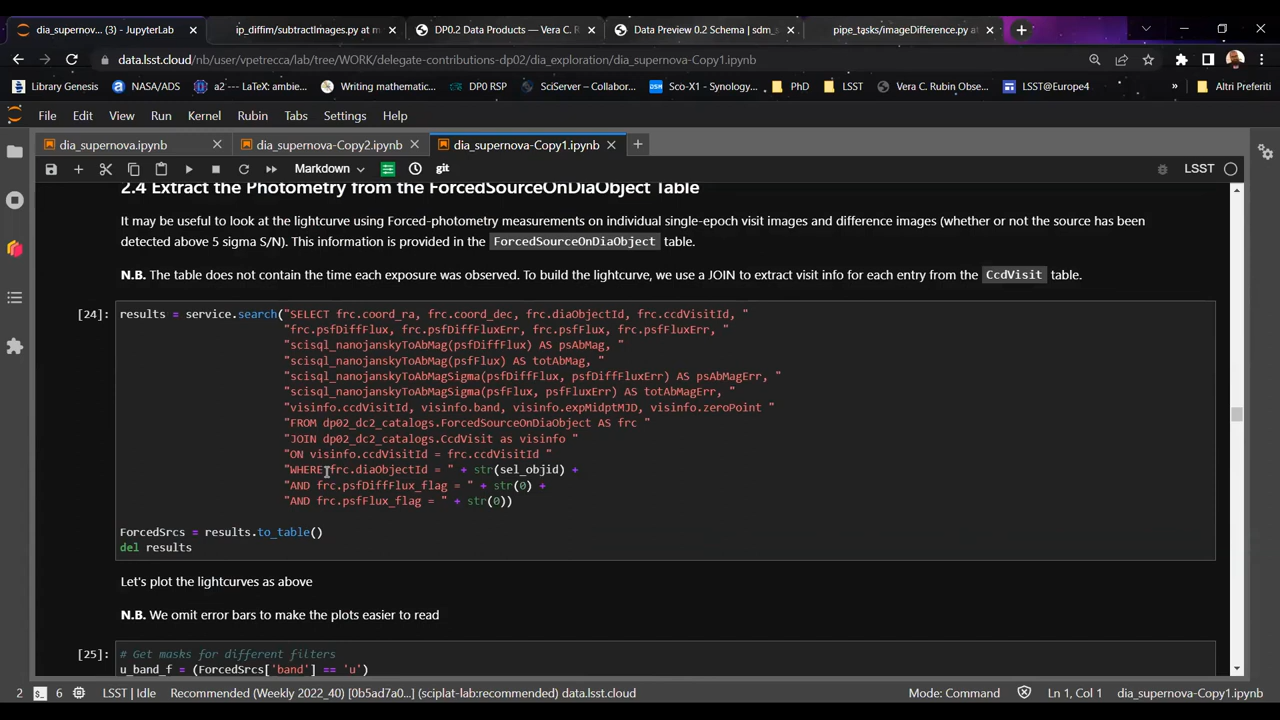 dia_supernov... (3) - JupyterLab
ip_diffim/subtractImages.py at m
DP0.2 Data Products — Vera C. R
Data Preview 0.2 Schema | sdm_s
pipe_tasks/imageDifference.py at
data.lsst.cloud/nb/user/vpetrecca/lab/tree/WORK/delegate-contributions-dp02/dia_exploration/dia_supernova-Copy1.ipynb
Library Genesis
NASA/ADS
a2 --- LaTeX: ambie...
Writing mathematic...
DP0 RSP
SciServer – Collabo...
Sco-X1 - Synology...
PhD
LSST
Vera C. Rubin Obse...
LSST@Europe4
»
Altri Preferiti
File Edit View Run Kernel Rubin Tabs Settings Help
dia_supernova.ipynb
dia_supernova-Copy2.ipynb
dia_supernova-Copy1.ipynb
Markdown
git
LSST
2.4 Extract the Photometry from the ForcedSourceOnDiaObject Table
It may be useful to look at the lightcurve using Forced-photometry measurements on individual single-epoch visit images and difference images (whether or not the source has been
detected above 5 sigma S/N). This information is provided in the ForcedSourceOnDiaObject table.
N.B. The table does not contain the time each exposure was observed. To build the lightcurve, we use a JOIN to extract visit info for each entry from the CcdVisit table.
[24]: results = service.search("SELECT frc.coord_ra, frc.coord_dec, frc.diaObjectId, frc.ccdVisitId, "
"frc.psfDiffFlux, frc.psfDiffFluxErr, frc.psfFlux, frc.psfFluxErr, "
"scisql_nanojanskyToAbMag(psfDiffFlux) AS psAbMag, "
"scisql_nanojanskyToAbMag(psfFlux) AS totAbMag, "
"scisql_nanojanskyToAbMagSigma(psfDiffFlux, psfDiffFluxErr) AS psAbMagErr, "
"scisql_nanojanskyToAbMagSigma(psfFlux, psfFluxErr) AS totAbMagErr, "
"visinfo.ccdVisitId, visinfo.band, visinfo.expMidptMJD, visinfo.zeroPoint "
"FROM dp02_dc2_catalogs.ForcedSourceOnDiaObject AS frc "
"JOIN dp02_dc2_catalogs.CcdVisit as visinfo "
"ON visinfo.ccdVisitId = frc.ccdVisitId "
"WHERE frc.diaObjectId = " + str(sel_objid) +
"AND frc.psfDiffFlux_flag = " + str(0) +
"AND frc.psfFlux_flag = " + str(0))
ForcedSrcs = results.to_table()
del results
Let's plot the lightcurves as above
N.B. We omit error bars to make the plots easier to read
[25]: # Get masks for different filters
u_band_f = (ForcedSrcs['band'] == 'u')
2 6 LSST | Idle Recommended (Weekly 2022_40) [0b5ad7a0...] (sciplat-lab:recommended) data.lsst.cloud Mode: Command Ln 1, Col 1 dia_supernova-Copy1.ipynb